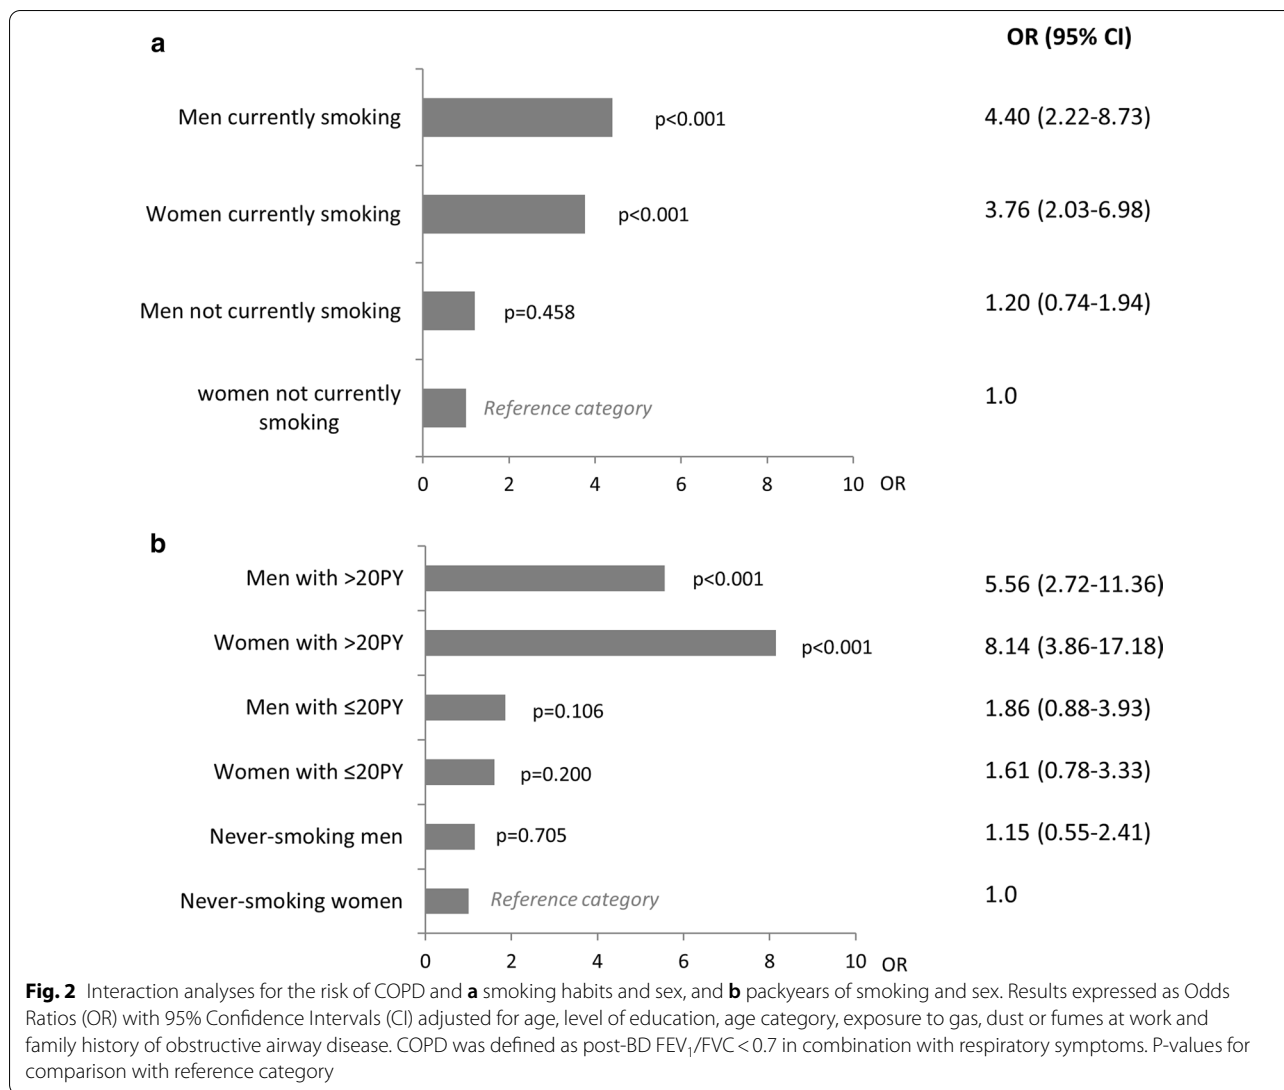 a
OR (95% CI)
Men currently smoking p<0.001 4.40 (2.22-8.73)
Women currently smoking p<0.001 3.76 (2.03-6.98)
Men not currently smoking p=0.458 1.20 (0.74-1.94)
women not currently
smoking
Reference category 1.0
0 2 4 6 8 10 OR
b
Men with >20PY p<0.001 5.56 (2.72-11.36)
Women with >20PY p<0.001 8.14 (3.86-17.18)
Men with ≤20PY p=0.106 1.86 (0.88-3.93)
Women with ≤20PY p=0.200 1.61 (0.78-3.33)
Never-smoking men p=0.705 1.15 (0.55-2.41)
Never-smoking women Reference category 1.0
0 2 4 6 8 10 OR
Fig. 2 Interaction analyses for the risk of COPD and a smoking habits and sex, and b packyears of smoking and sex. Results expressed as Odds
Ratios (OR) with 95% Confidence Intervals (CI) adjusted for age, level of education, age category, exposure to gas, dust or fumes at work and
family history of obstructive airway disease. COPD was defined as post-BD FEV₁/FVC < 0.7 in combination with respiratory symptoms. P-values for
comparison with reference category